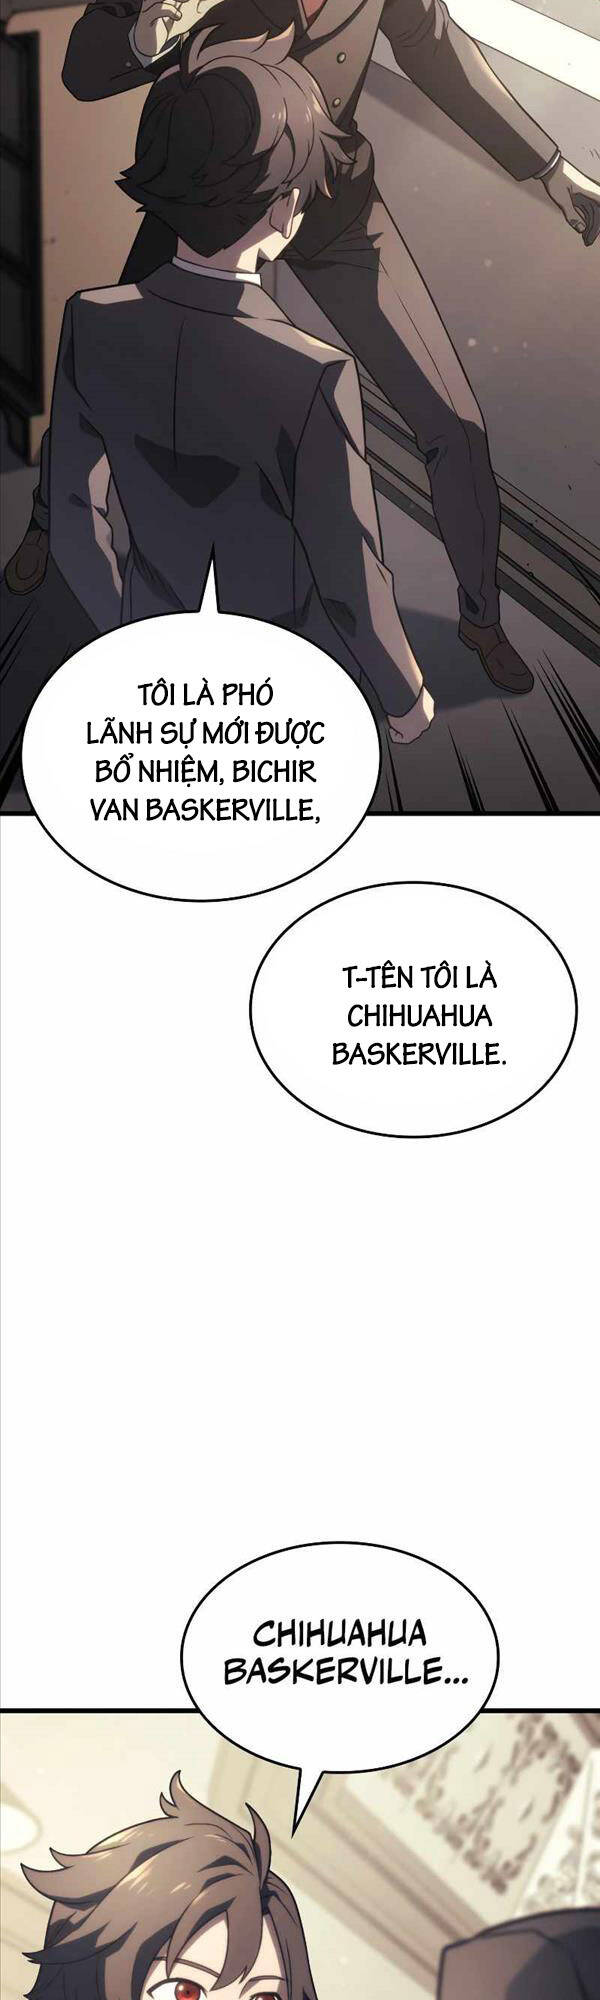 TÔI LÀ PHÓ
LÃNH SỰ MỚI ĐƯỢC
BỔ NHIỆM, BICHIR
VAN BASKERVILLE,
T-TÊN TÔI LÀ
CHIHUAHUA
BASKERVILLE.
CHIHUAHUA
BASKERVILLE...